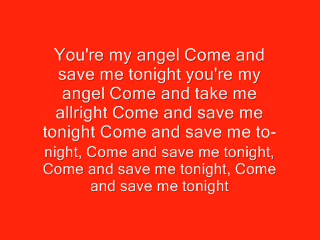 You're my angel Come and
save me tonight you're my
angel Come and take me
allright Come and save me
tonight Come and save me to-
night, Come and save me tonight,
Come and save me tonight, Come
and save me tonight